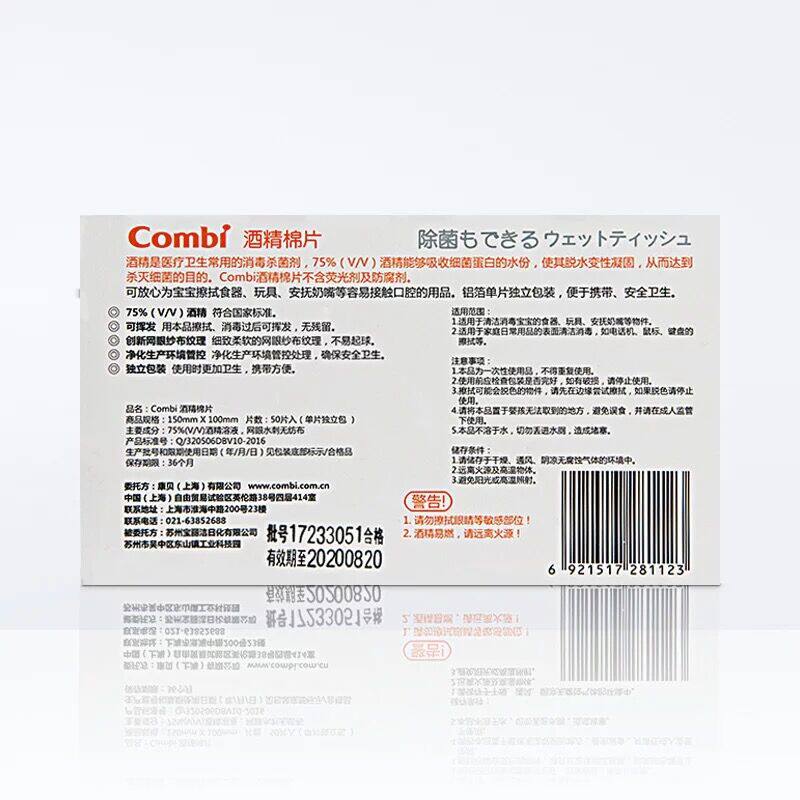 Combi 酒精棉片
除菌もできる ウェットティッシュ
酒精是医疗卫生常用的消毒杀菌剂，75%（V/V）酒精能够吸收细菌蛋白的水份，使其脱水变性凝固，从而达到
杀灭细菌的目的。Combi酒精棉片不含荧光剂及防腐剂。
可放心为宝宝擦拭食器、玩具、安抚奶嘴等容易接触口腔的用品。铝箔单片独立包装，便于携带、安全卫生。
75%（V/V）酒精 符合国家标准。
可挥发 用本品擦拭、消毒过后可挥发，无残留。
创新网眼纱布纹理 细致柔软的网眼纱布纹理，不易起球。
净化生产环境管控 净化生产环境管控处理，确保安全卫生。
独立包装 使用时更加卫生，携带方便。
品名：Combi 酒精棉片
商品规格：150mm X 100mm 片数：50片入（单片独立包）
主要成分：75%(V/V)酒精溶液，网眼水刺无纺布
产品标准号：Q/320506DBV10-2016
生产批号和限期使用日期（年/月/日）见包装底部标示/合格品
保存期限：36个月
委托方：康贝（上海）有限公司 www.combi.com.cn
中国（上海）自由贸易试验区英伦路38号四层414室
联系地址：上海市淮海中路200号23楼
联系电话：021-63852688
被委托方：苏州宝丽洁日化有限公司
苏州市吴中区东山镇工业科技园
批号17233051合格
有效期至20200820
适用范围：
1.适用于清洁消毒宝宝的食器、玩具、安抚奶嘴等物件。
2.适用于家庭日常用品的表面清洁消毒，如电话机、鼠标、键盘的
擦拭等。
注意事项：
1.本品为一次性使用品，不得重复使用。
2.使用前应检查包装是否完好，如有破损，请停止使用。
3.擦拭可能会脱色的物件，请先在边缘尝试擦拭，如果脱色请停止
使用。
4.请将本品置于婴孩无法取到的地方，避免误食，并请在成人监管
下使用。
5.本品不溶于水，切勿丢进水器，造成堵塞。
储存条件：
1.请储存于干燥、通风、阴凉无腐蚀气体的环境中。
2.远离火源及高温物体。
3.避免阳光或高温照射。
警告!
1. 请勿擦拭眼睛等敏感部位！
2. 酒精易燃，请远离火源！
6 921517 281123